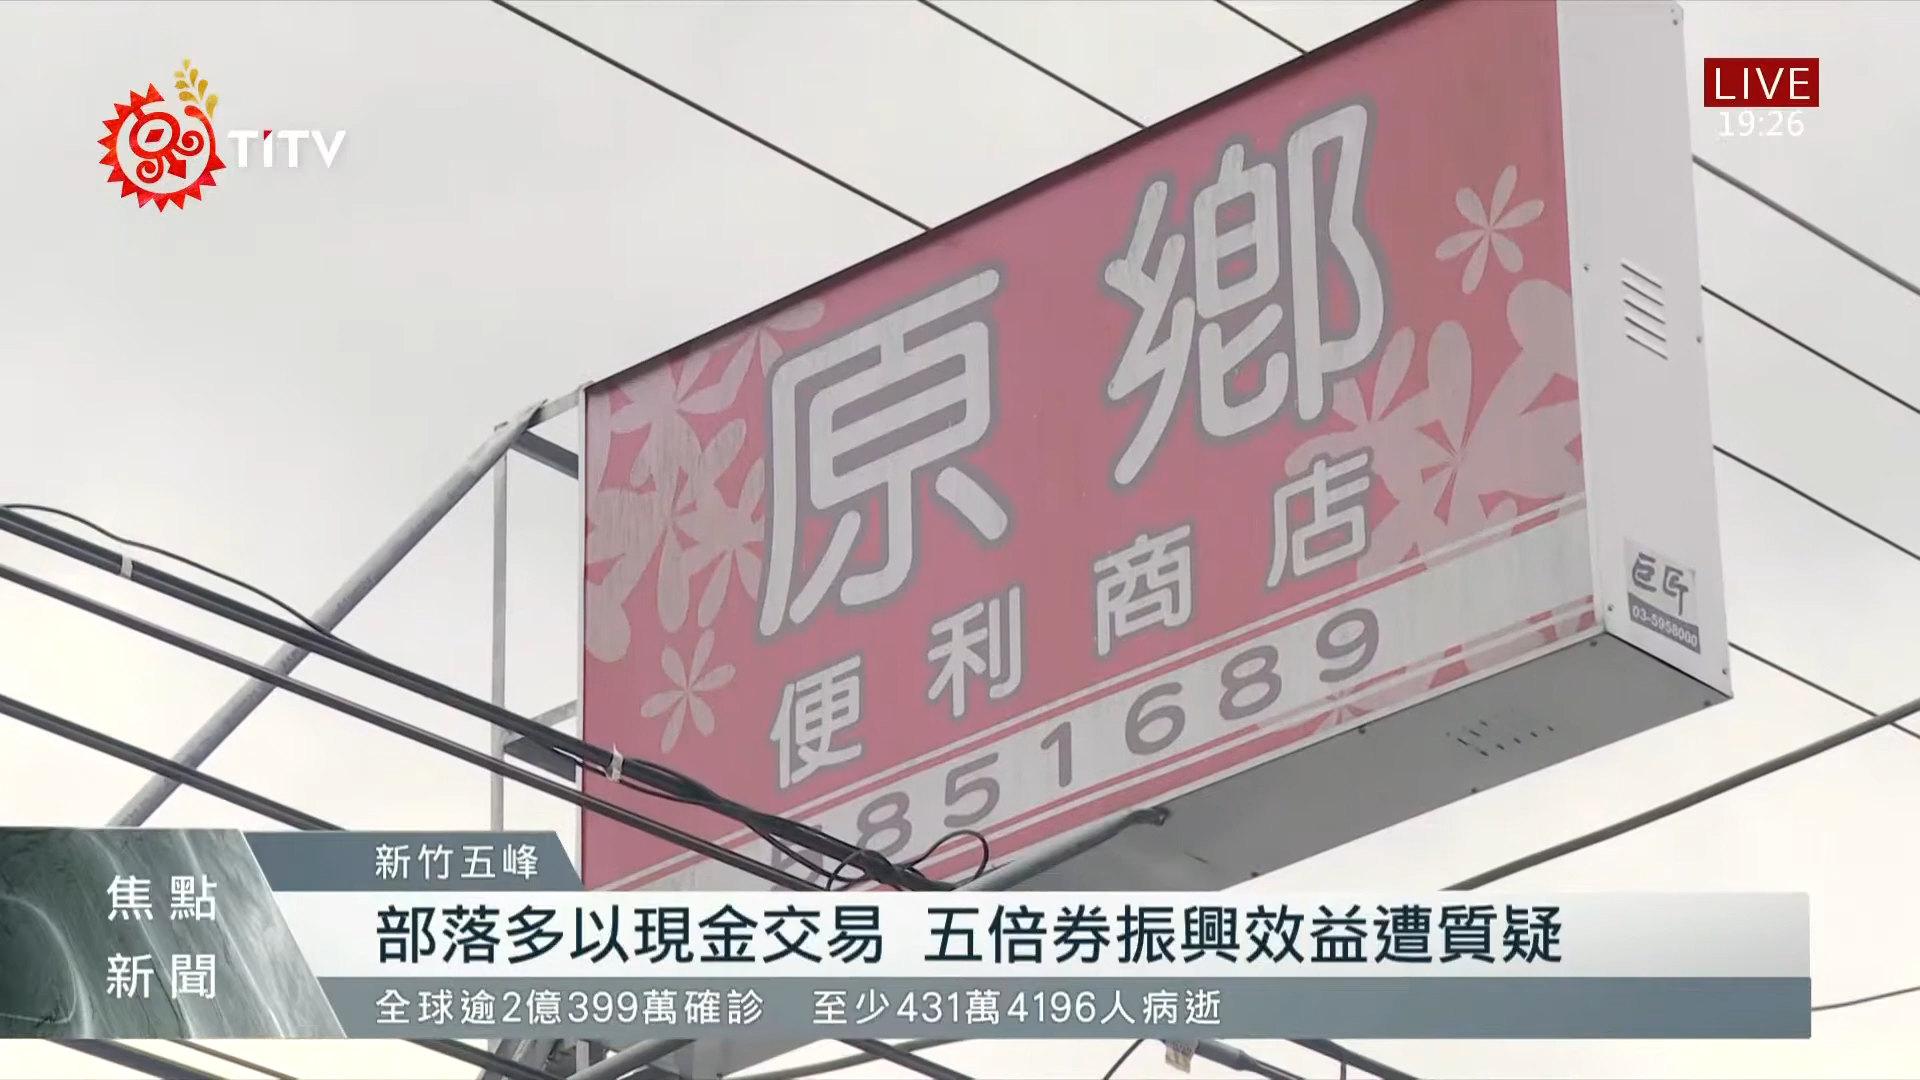 TiTV
LIVE
19:26
原鄉
便利商店
5851689
巨匠
03-5958000
新竹五峰
焦點
新聞
部落多以現金交易 五倍券振興效益遭質疑
全球逾2億399萬確診 至少431萬4196人病逝